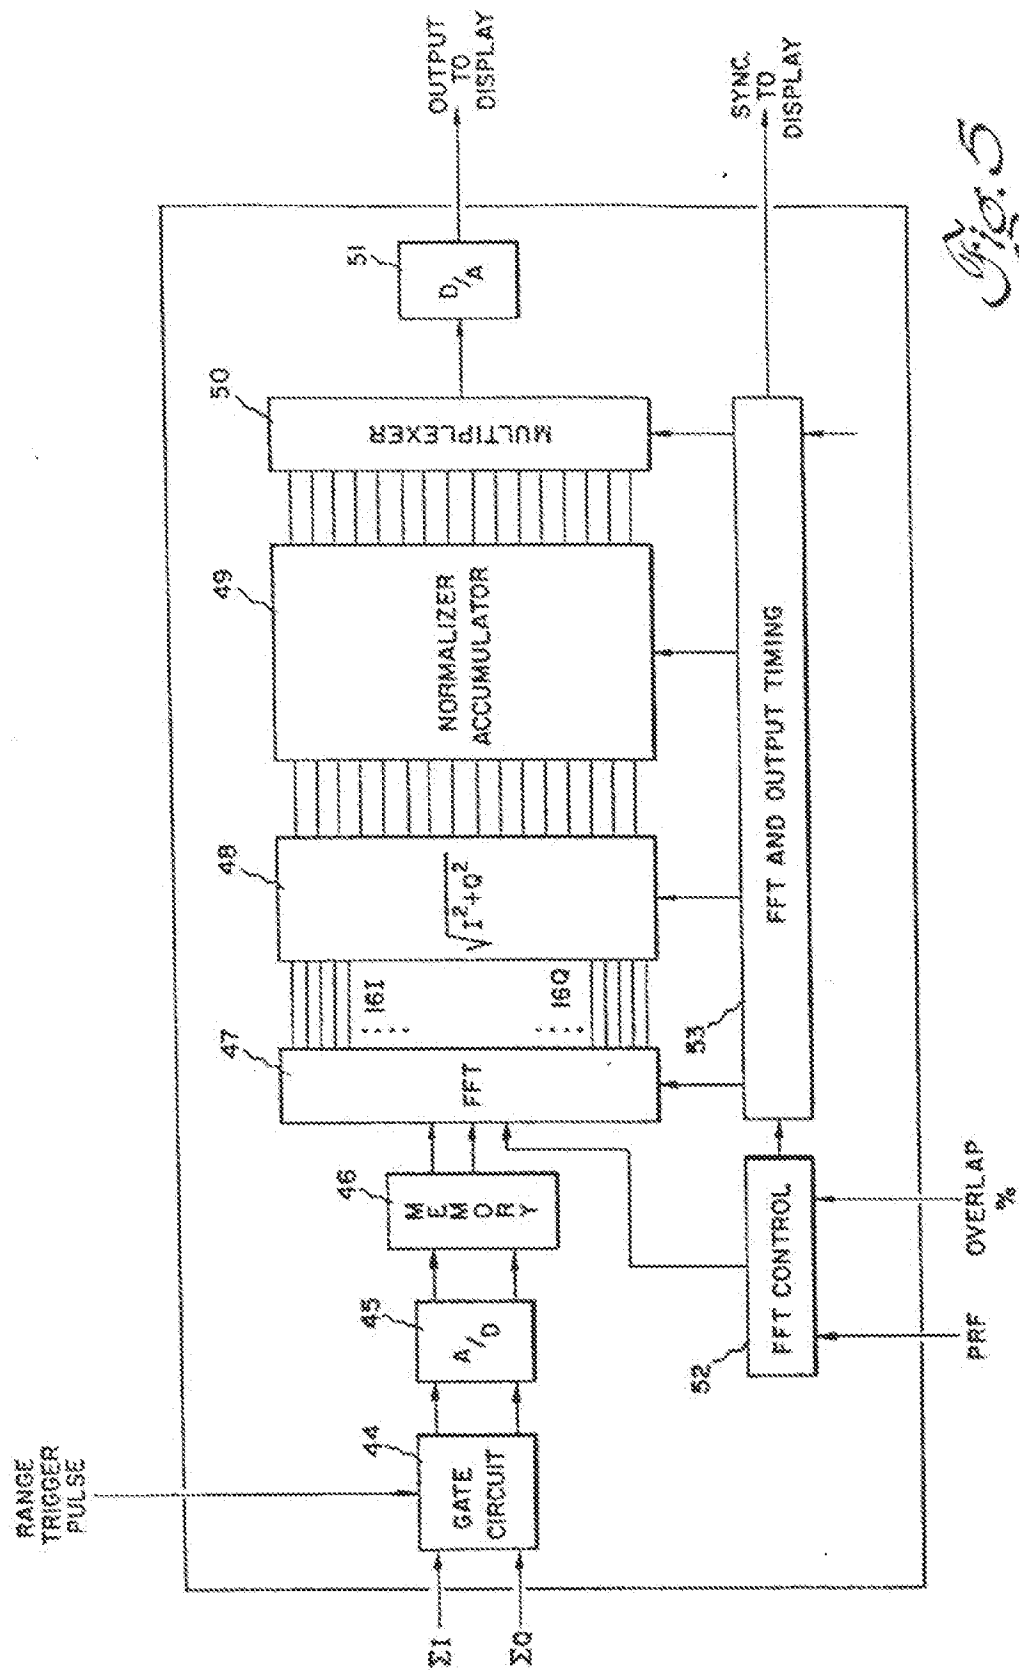 RANGE
TRIGGER
PULSE
ΣI
ΣQ
44
GATE
CIRCUIT
45
A/D
46
MEMORY
47
FFT
16I
16Q
48
√I²+Q²
49
NORMALIZER
ACCUMULATOR
50
MULTIPLEXER
51
D/A
OUTPUT
TO
DISPLAY
52
FFT CONTROL
PRF
OVERLAP
%
53
FFT AND OUTPUT TIMING
SYNC.
TO
DISPLAY
Fig. 5